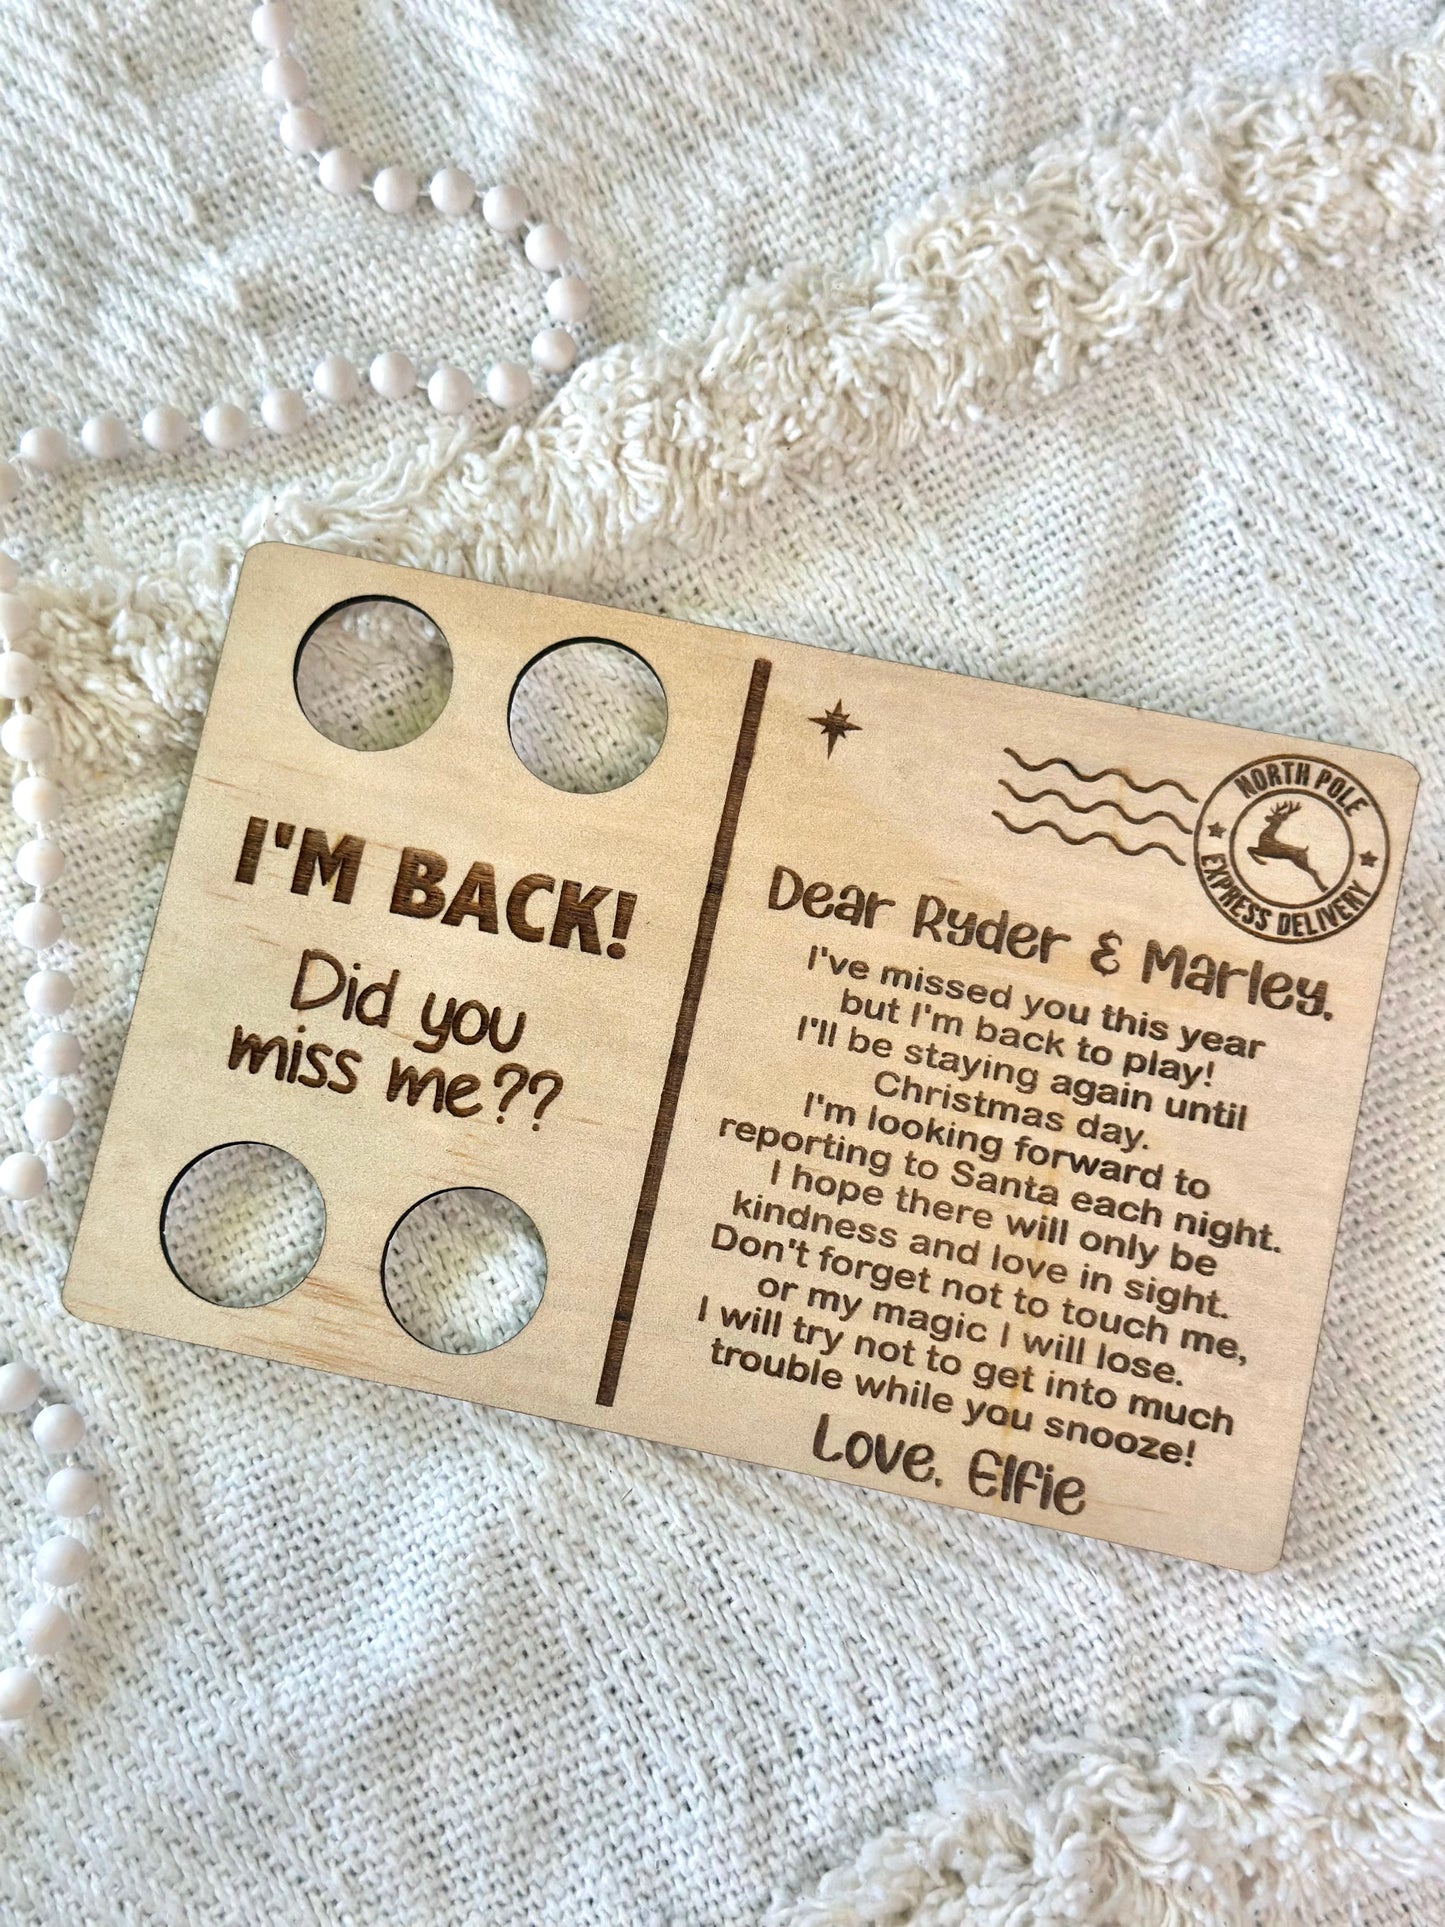 I'M BACK!
Did you
miss me??
NORTH POLE
EXPRESS DELIVERY
Dear Ryder & Marley,
I've missed you this year
but I'm back to play!
I'll be staying again until
Christmas day.
I'm looking forward to
reporting to Santa each night.
I hope there will only be
kindness and love in sight.
Don't forget not to touch me,
or my magic I will lose.
I will try not to get into much
trouble while you snooze!
Love, Elfie